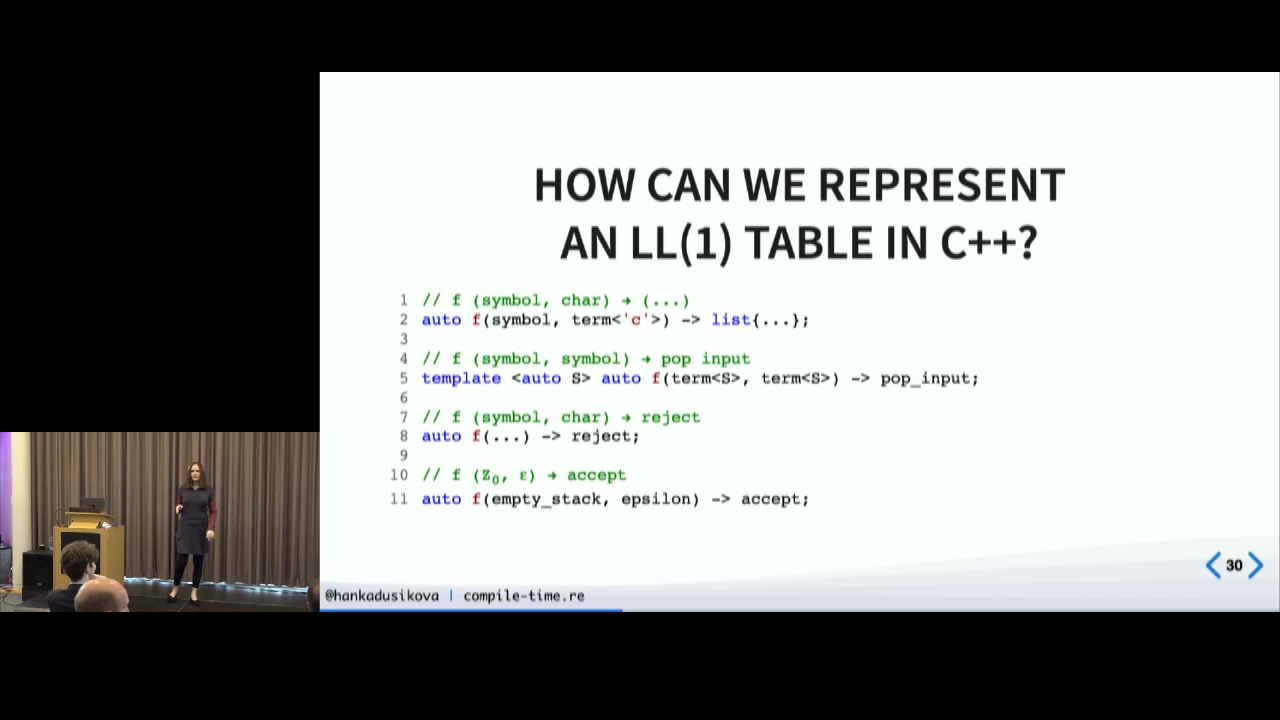 HOW CAN WE REPRESENT
AN LL(1) TABLE IN C++?
1 // f (symbol, char) → (...)
2 auto f(symbol, term<'c'>) -> list{...};
3
4 // f (symbol, symbol) → pop input
5 template <auto S> auto f(term<S>, term<S>) -> pop_input;
6
7 // f (symbol, char) → reject
8 auto f(...) -> reject;
9
10 // f (Z₀, ε) → accept
11 auto f(empty_stack, epsilon) -> accept;
30
@hankadusikova | compile-time.re